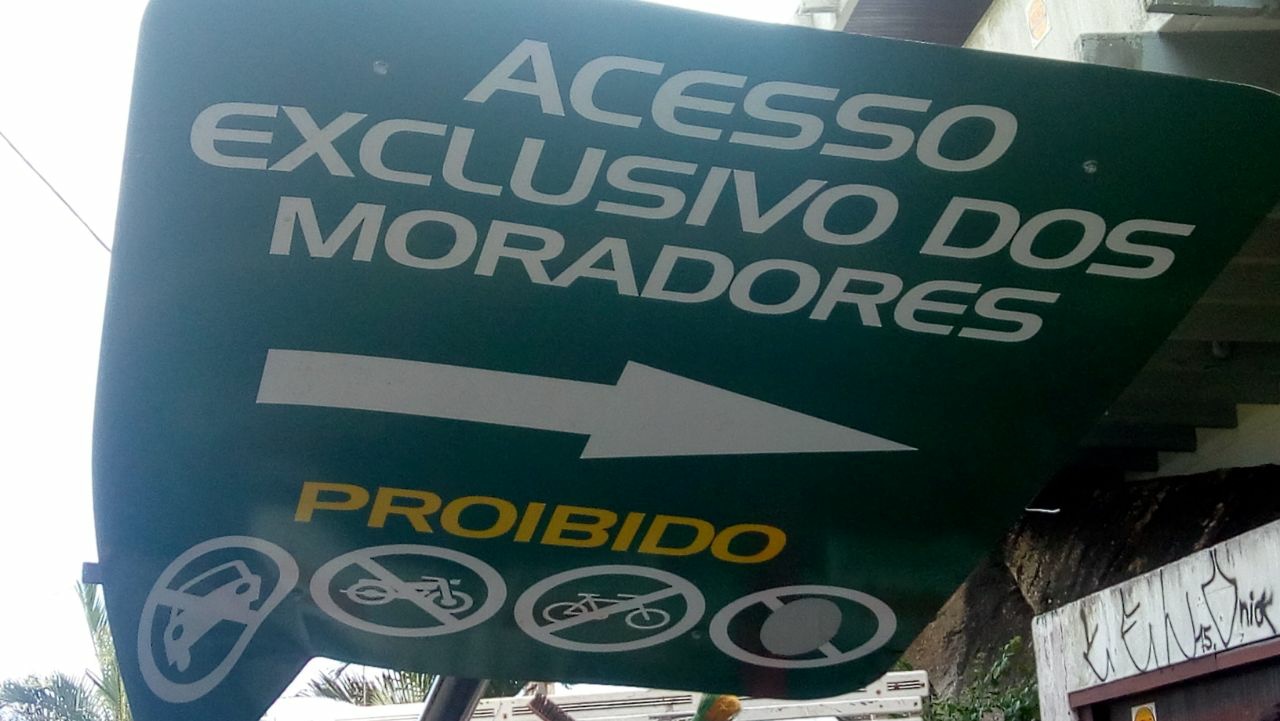 ACESSO
EXCLUSIVO DOS
MORADORES
PROIBIDO